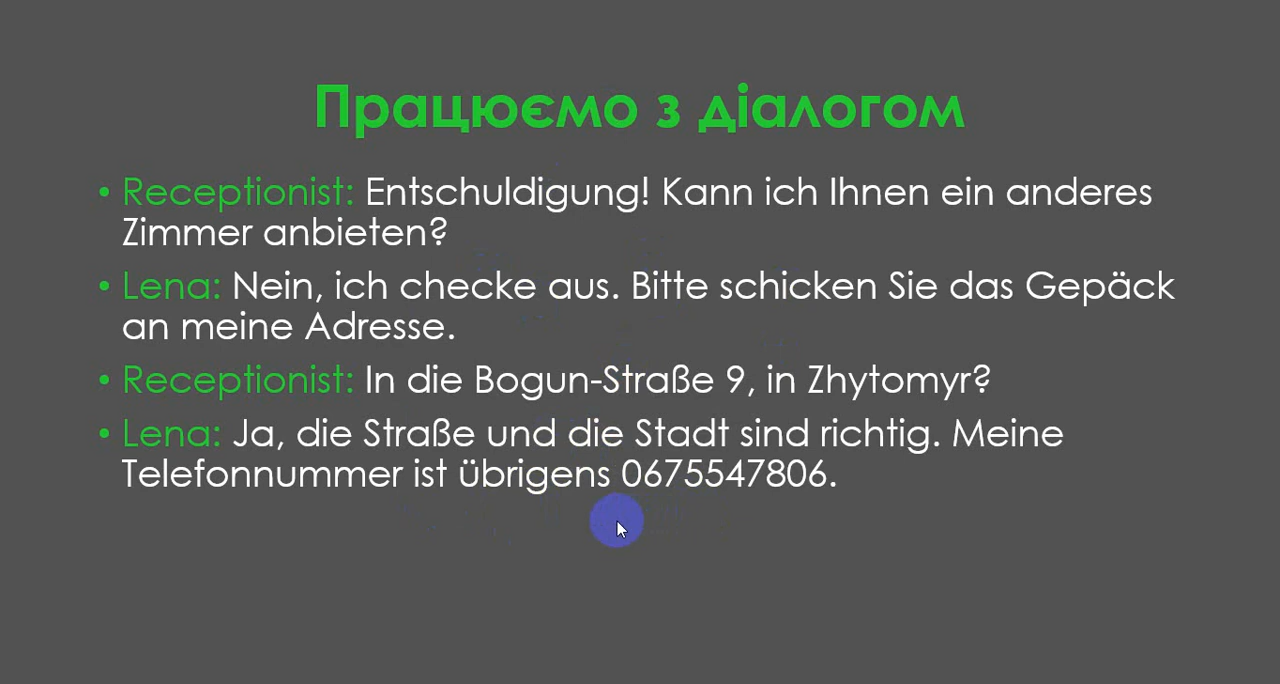 Працюємо з діалогом
• Receptionist: Entschuldigung! Kann ich Ihnen ein anderes
Zimmer anbieten?
• Lena: Nein, ich checke aus. Bitte schicken Sie das Gepäck
an meine Adresse.
• Receptionist: In die Bogun-Straße 9, in Zhytomyr?
• Lena: Ja, die Straße und die Stadt sind richtig. Meine
Telefonnummer ist übrigens 0675547806.